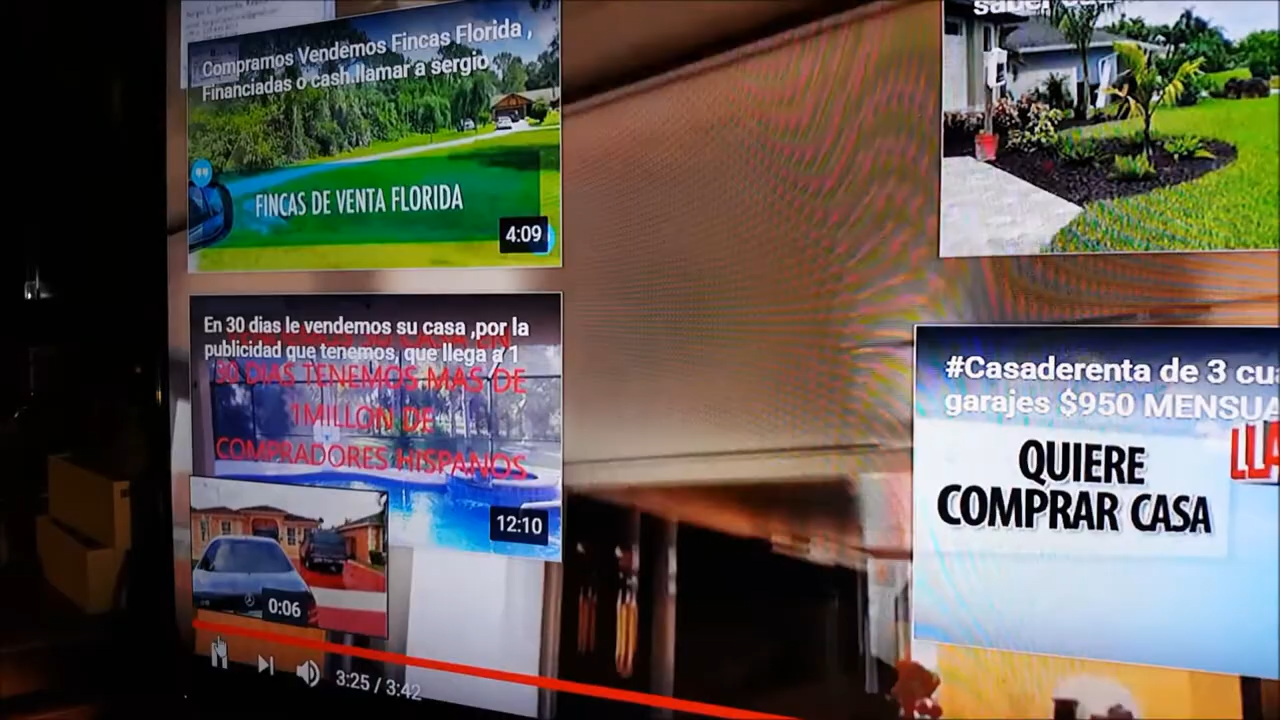 Compramos Vendemos Fincas Florida ,
Financiadas o cash.llamar a sergio
FINCAS DE VENTA FLORIDA
4:09
En 30 dias le vendemos su casa ,por la
publicidad que tenemos, que llega a 1
30 DIAS TENEMOS MAS DE
1MILLON DE
COMPRADORES HISPANOS
12:10
0:06
3:25 / 3:42
#Casaderenta de 3
garajes $950 MENSUA
QUIERE
COMPRAR CASA